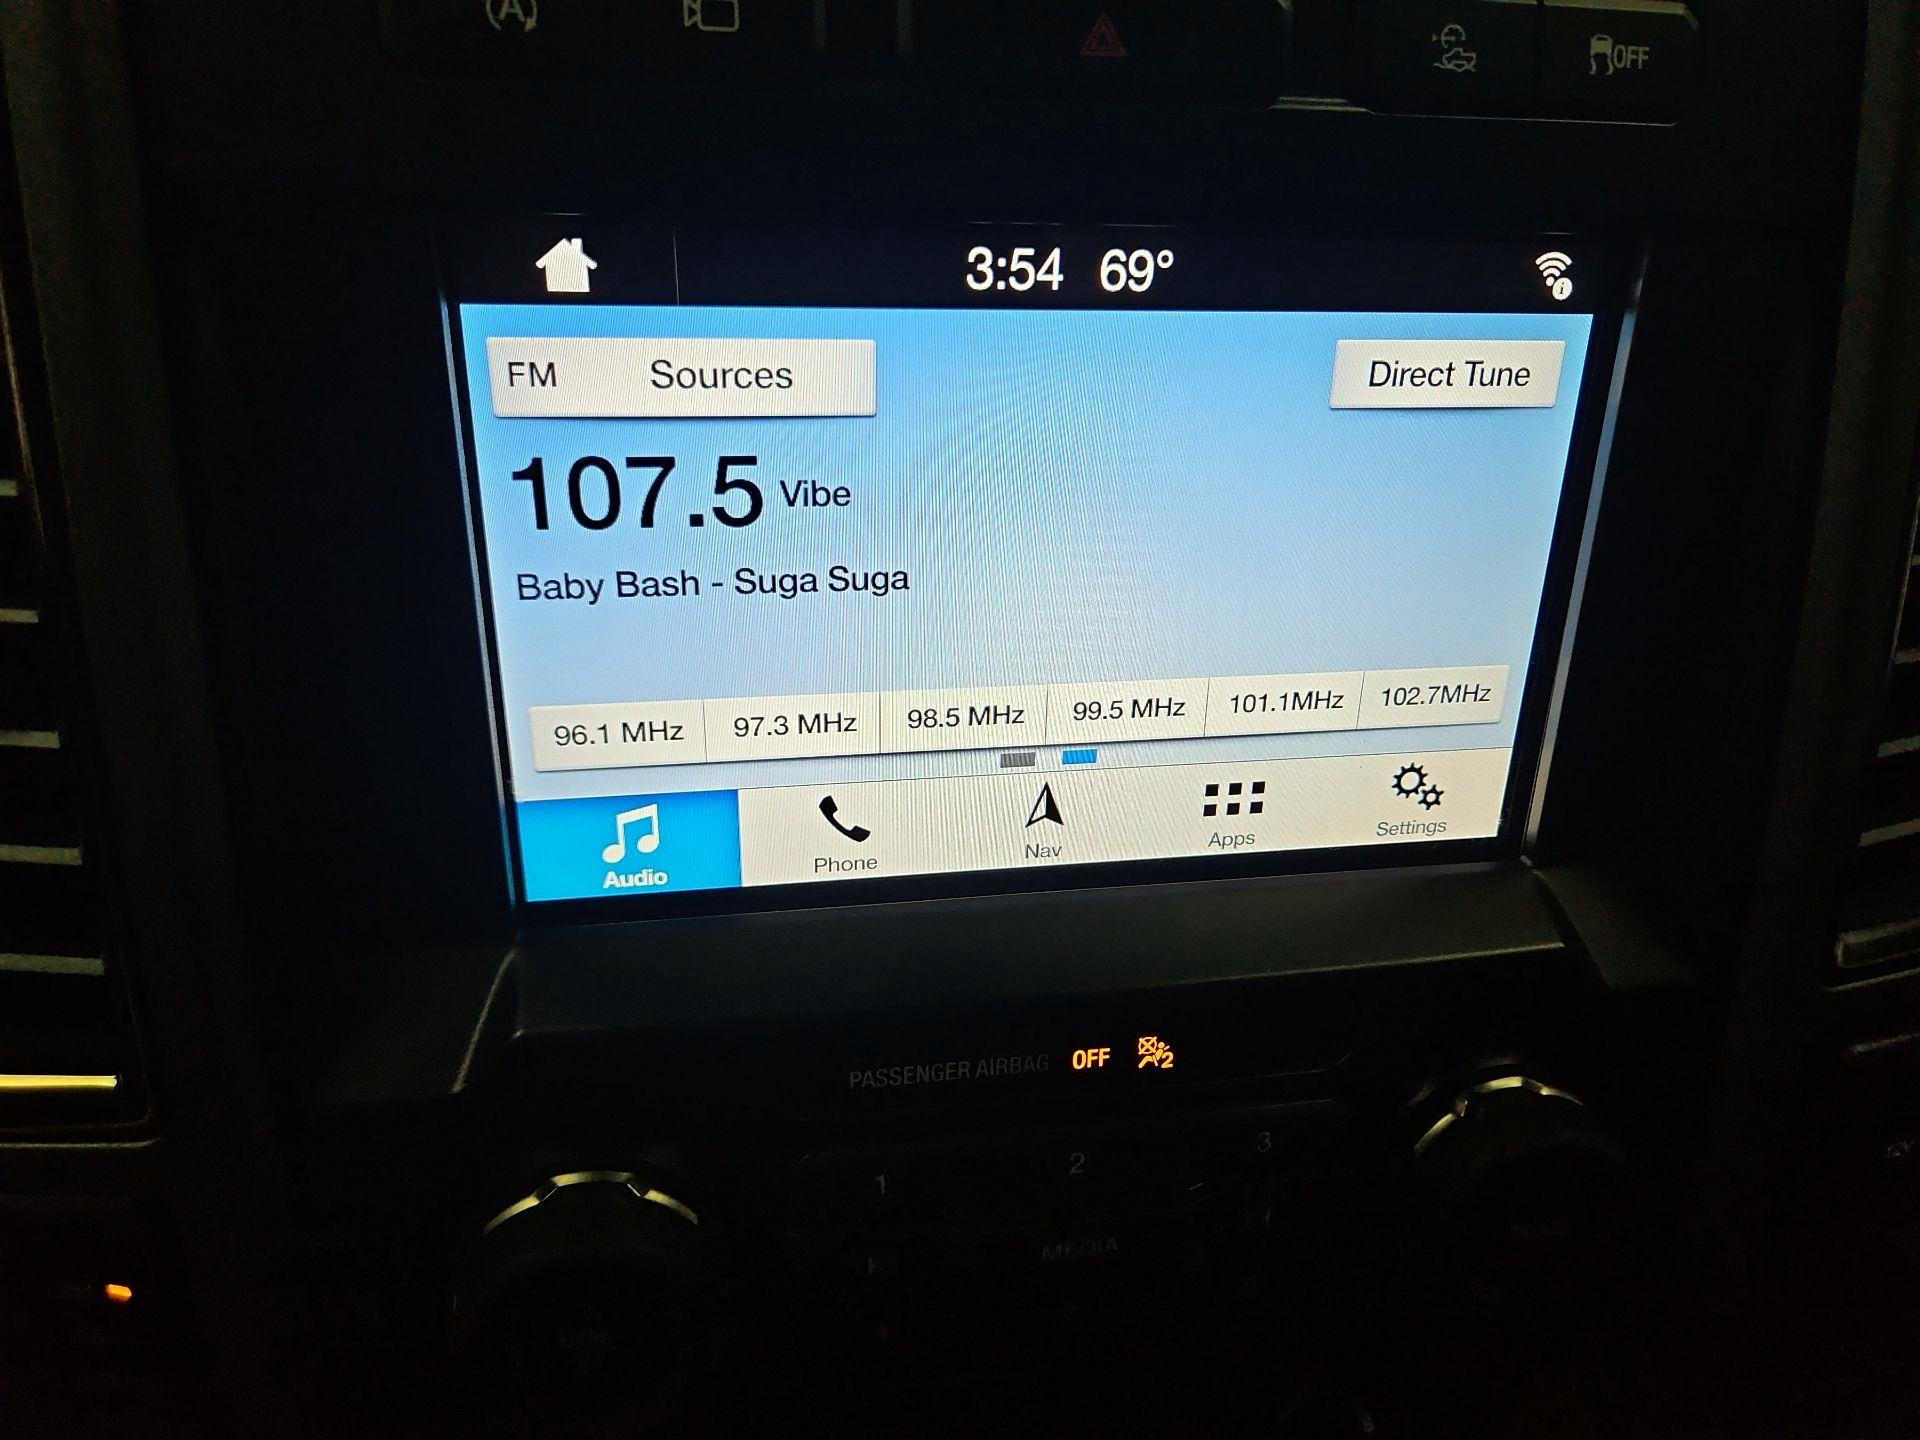 (A)
OFF
3:54 69°
FM Sources
Direct Tune
107.5 Vibe
Baby Bash - Suga Suga
96.1 MHz 97.3 MHz 98.5 MHz 99.5 MHz 101.1MHz 102.7MHz
Audio Phone Nav Apps Settings
PASSENGER AIRBAG OFF 2
1 2 3
MEDIA